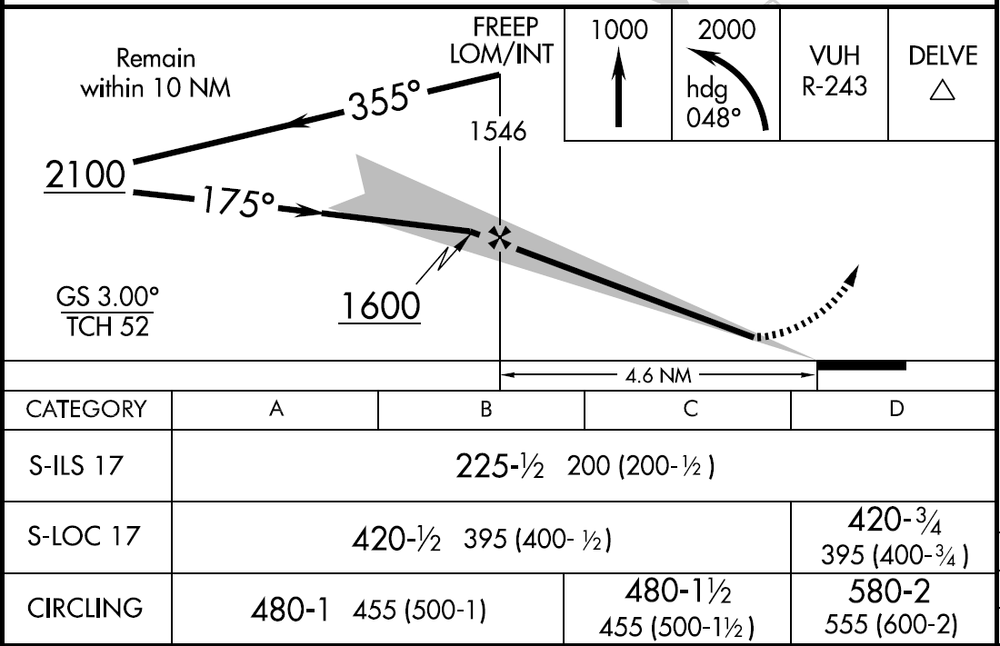 Remain
within 10 NM
FREEP
LOM/INT
1000
2000
hdg
048°
VUH
R-243
DELVE
355°
1546
2100
175°
1600
GS 3.00°
TCH 52
4.6 NM
CATEGORY A B C D
S-ILS 17 225-½ 200 (200-½)
S-LOC 17 420-½ 395 (400-½) 420-¾
395 (400-¾)
CIRCLING 480-1 455 (500-1) 480-1½ 580-2
455 (500-1½) 555 (600-2)